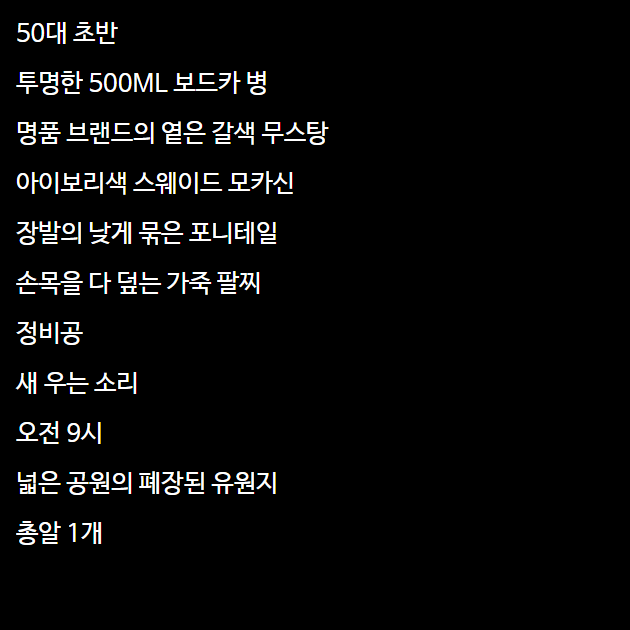 50대 초반
투명한 500ML 보드카 병
명품 브랜드의 옅은 갈색 무스탕
아이보리색 스웨이드 모카신
장발의 낮게 묶은 포니테일
손목을 다 덮는 가죽 팔찌
정비공
새 우는 소리
오전 9시
넓은 공원의 폐장된 유원지
총알 1개